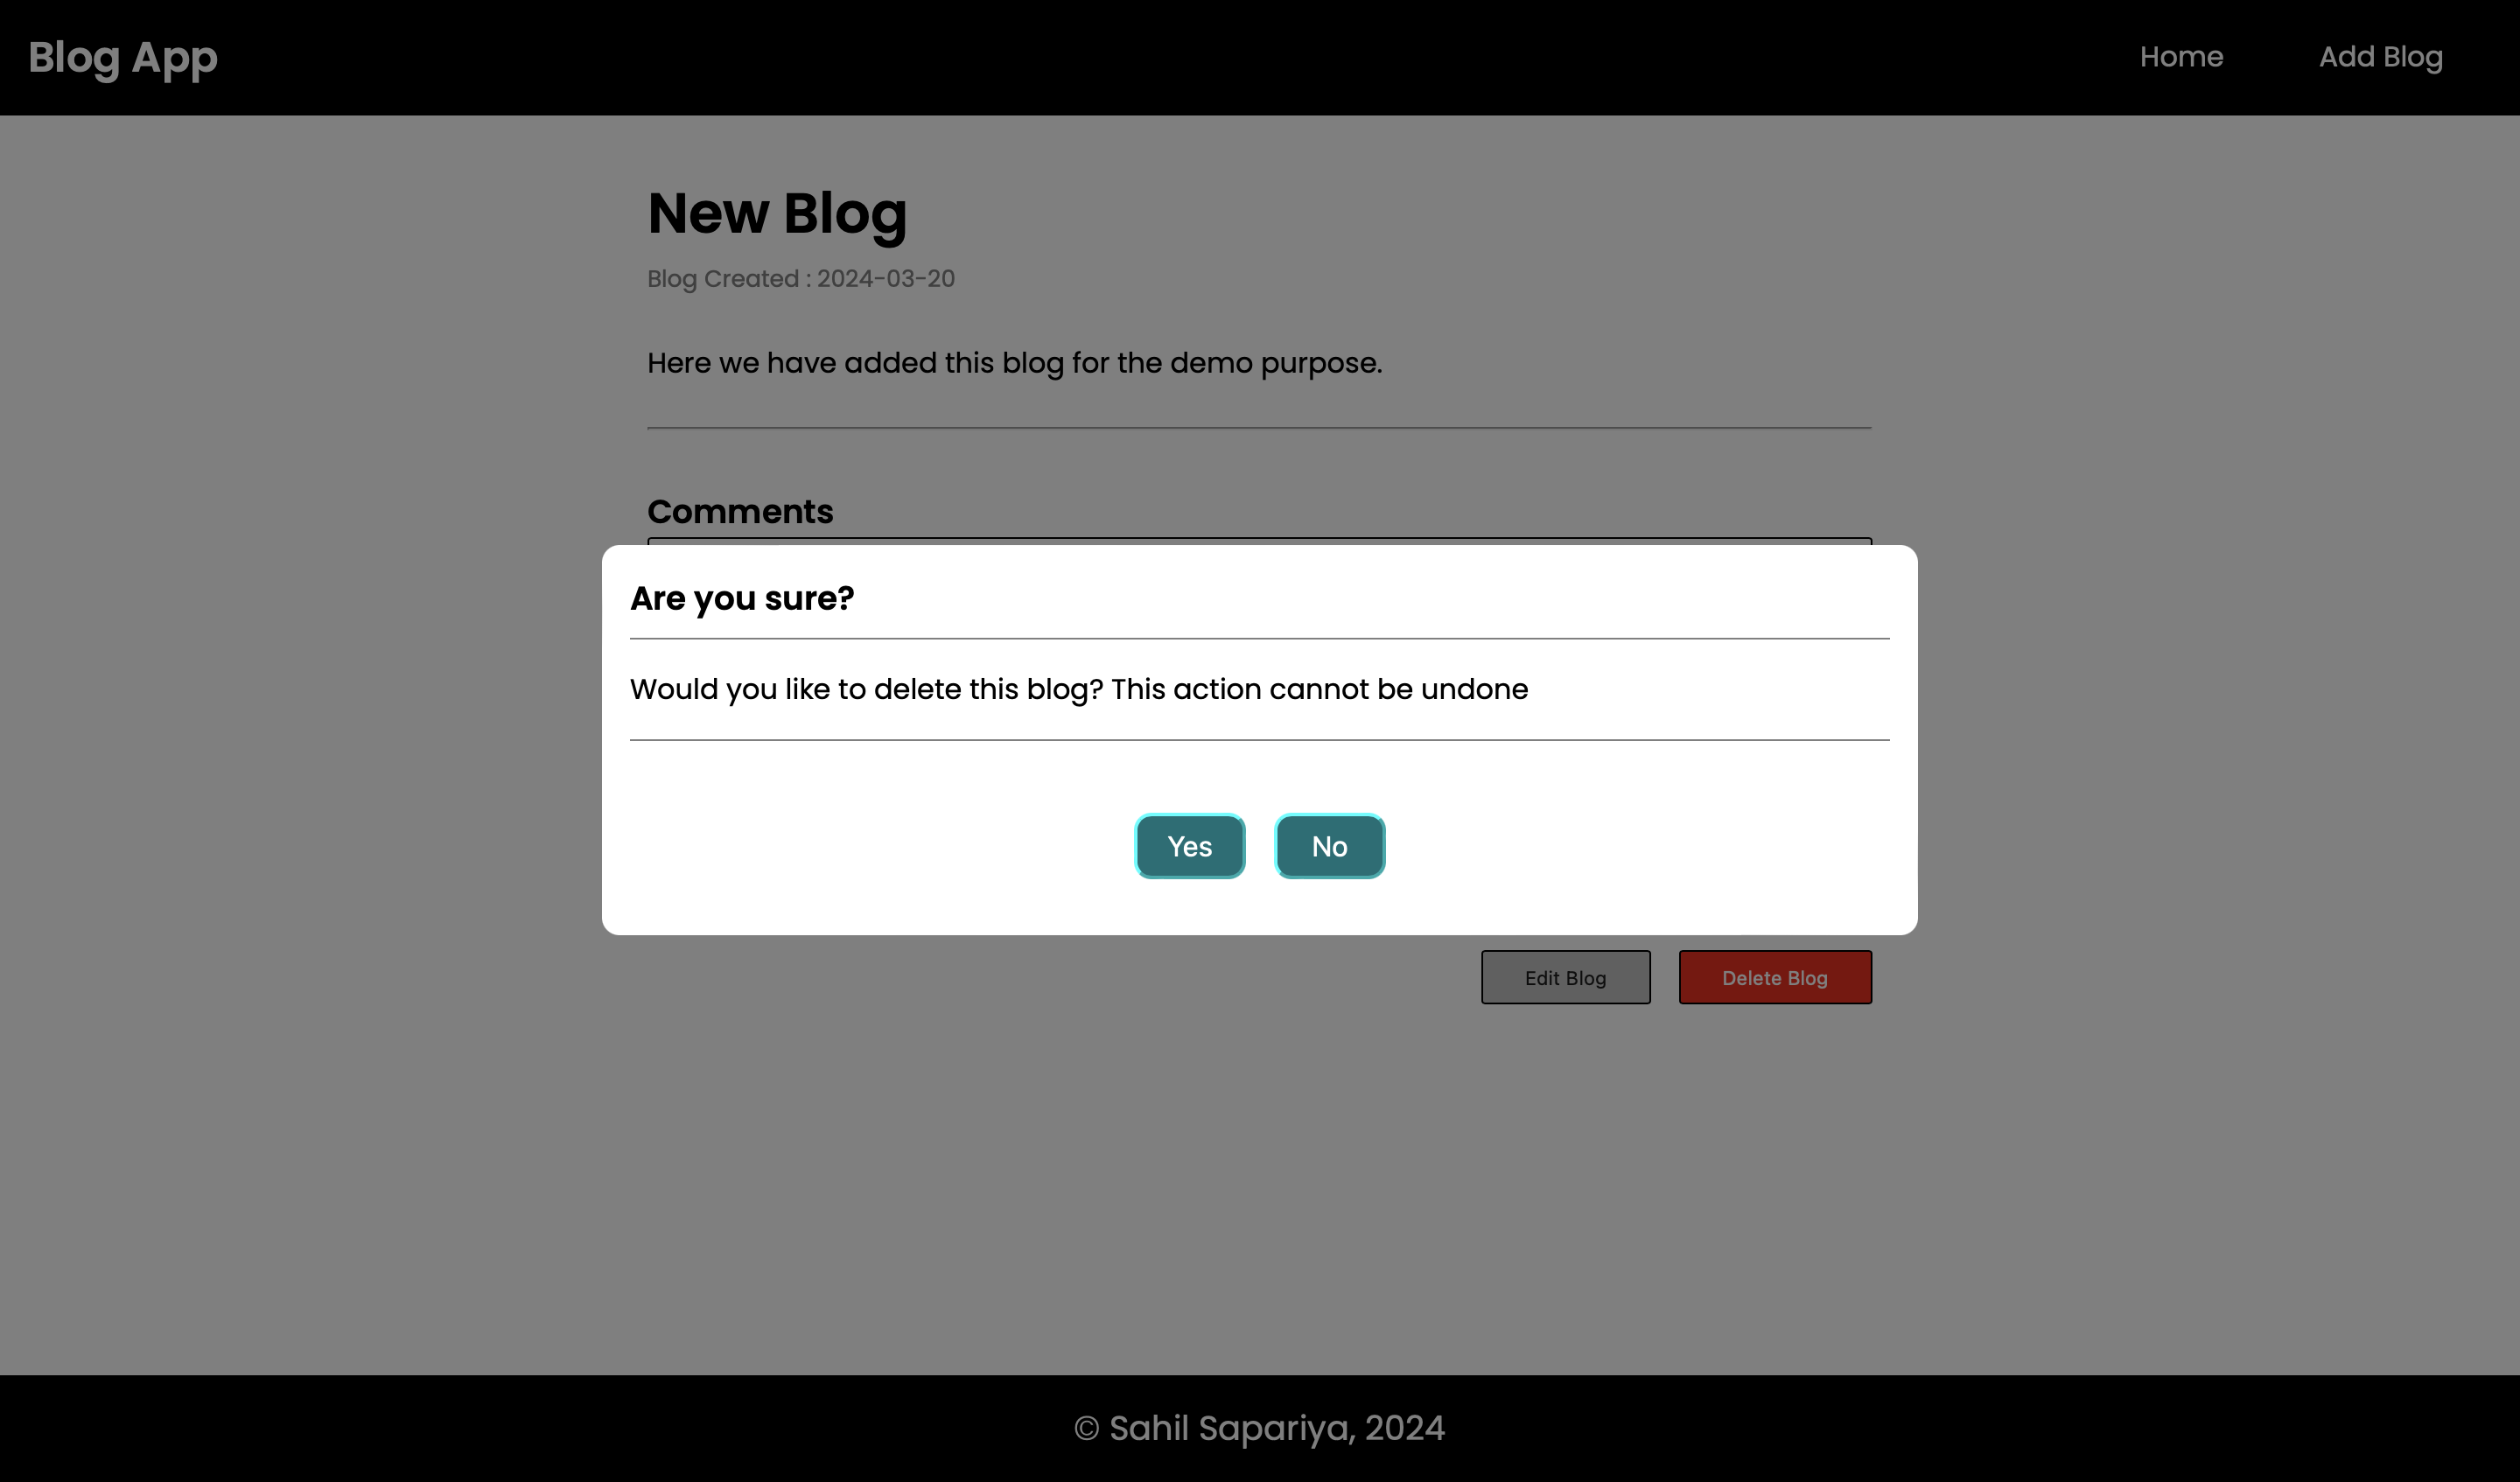 Blog App
Home
Add Blog
New Blog
Blog Created : 2024-03-20
Here we have added this blog for the demo purpose.
Comments
Are you sure?
Would you like to delete this blog? This action cannot be undone
Yes
No
Edit Blog
Delete Blog
© Sahil Sapariya, 2024